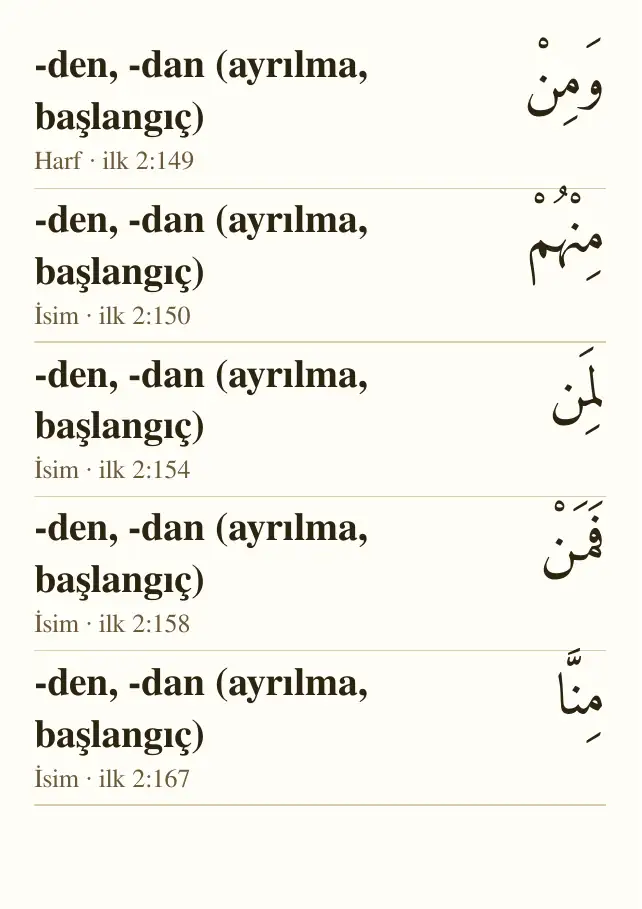 -den, -dan (ayrılma, وَمِنْ
başlangıç)
Harf · ilk 2:149
-den, -dan (ayrılma, مِنْهُمْ
başlangıç)
İsim · ilk 2:150
-den, -dan (ayrılma, لَمِن
başlangıç)
İsim · ilk 2:154
-den, -dan (ayrılma, فَمَنْ
başlangıç)
İsim · ilk 2:158
-den, -dan (ayrılma, مِنَّا
başlangıç)
İsim · ilk 2:167